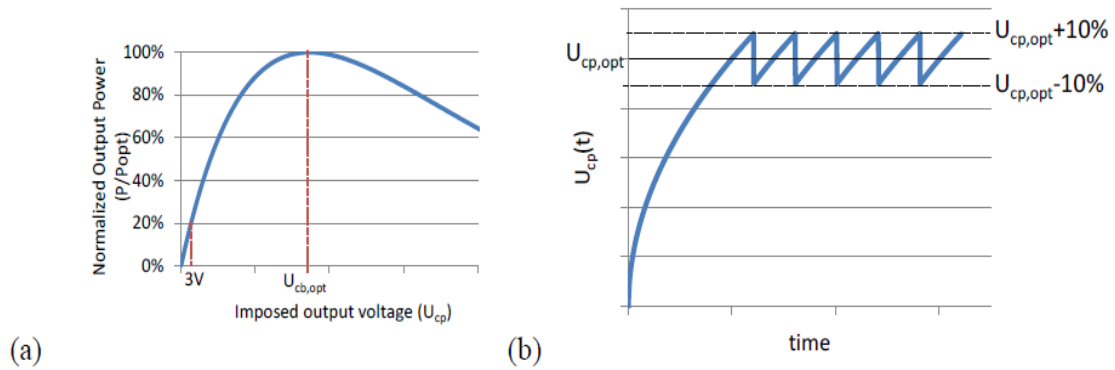 Normalized Output Power
(P/Popt)
100%
80%
60%
40%
20%
0%
3V
Ucb,opt
Imposed output voltage (Ucp)
(a)
Ucp(t)
Ucp,opt
Ucp,opt+10%
Ucp,opt-10%
time
(b)